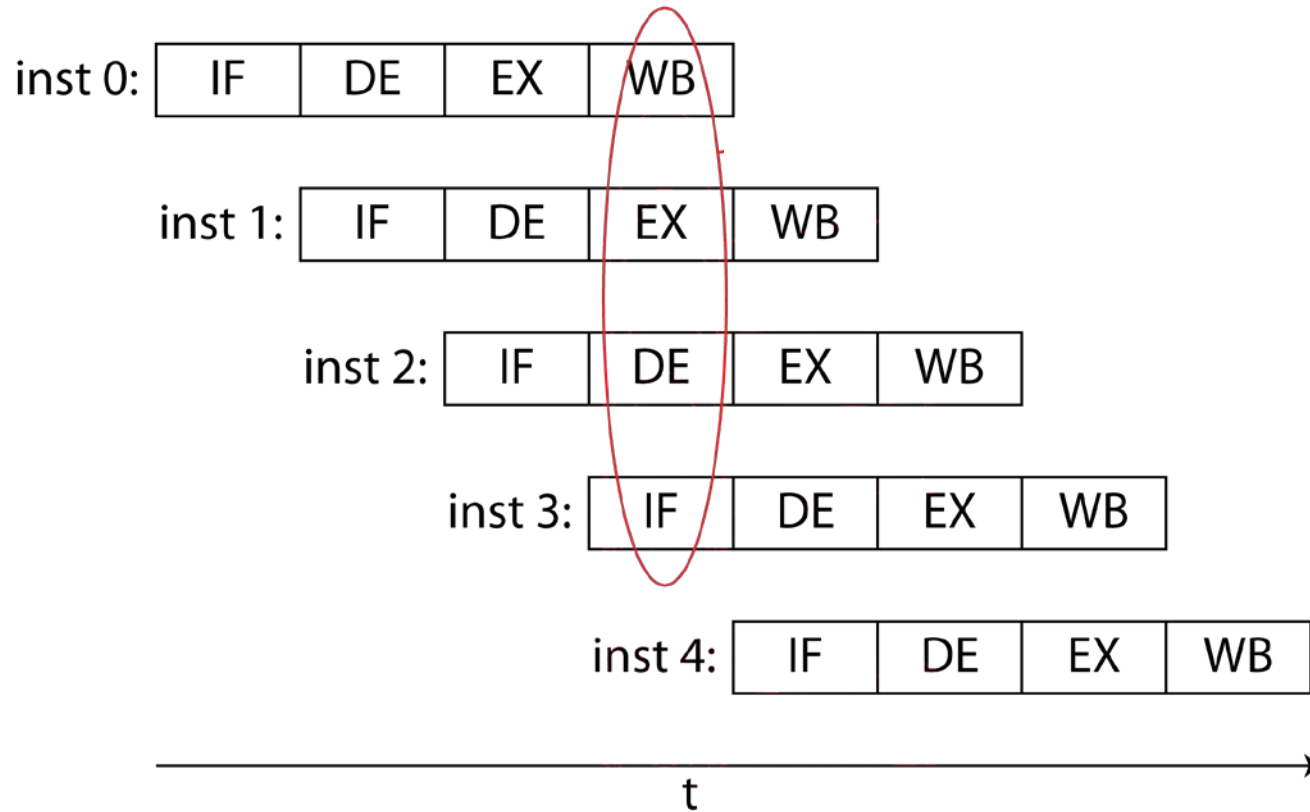 inst 0: IF DE EX WB
inst 1: IF DE EX WB
inst 2: IF DE EX WB
inst 3: IF DE EX WB
inst 4: IF DE EX WB
t